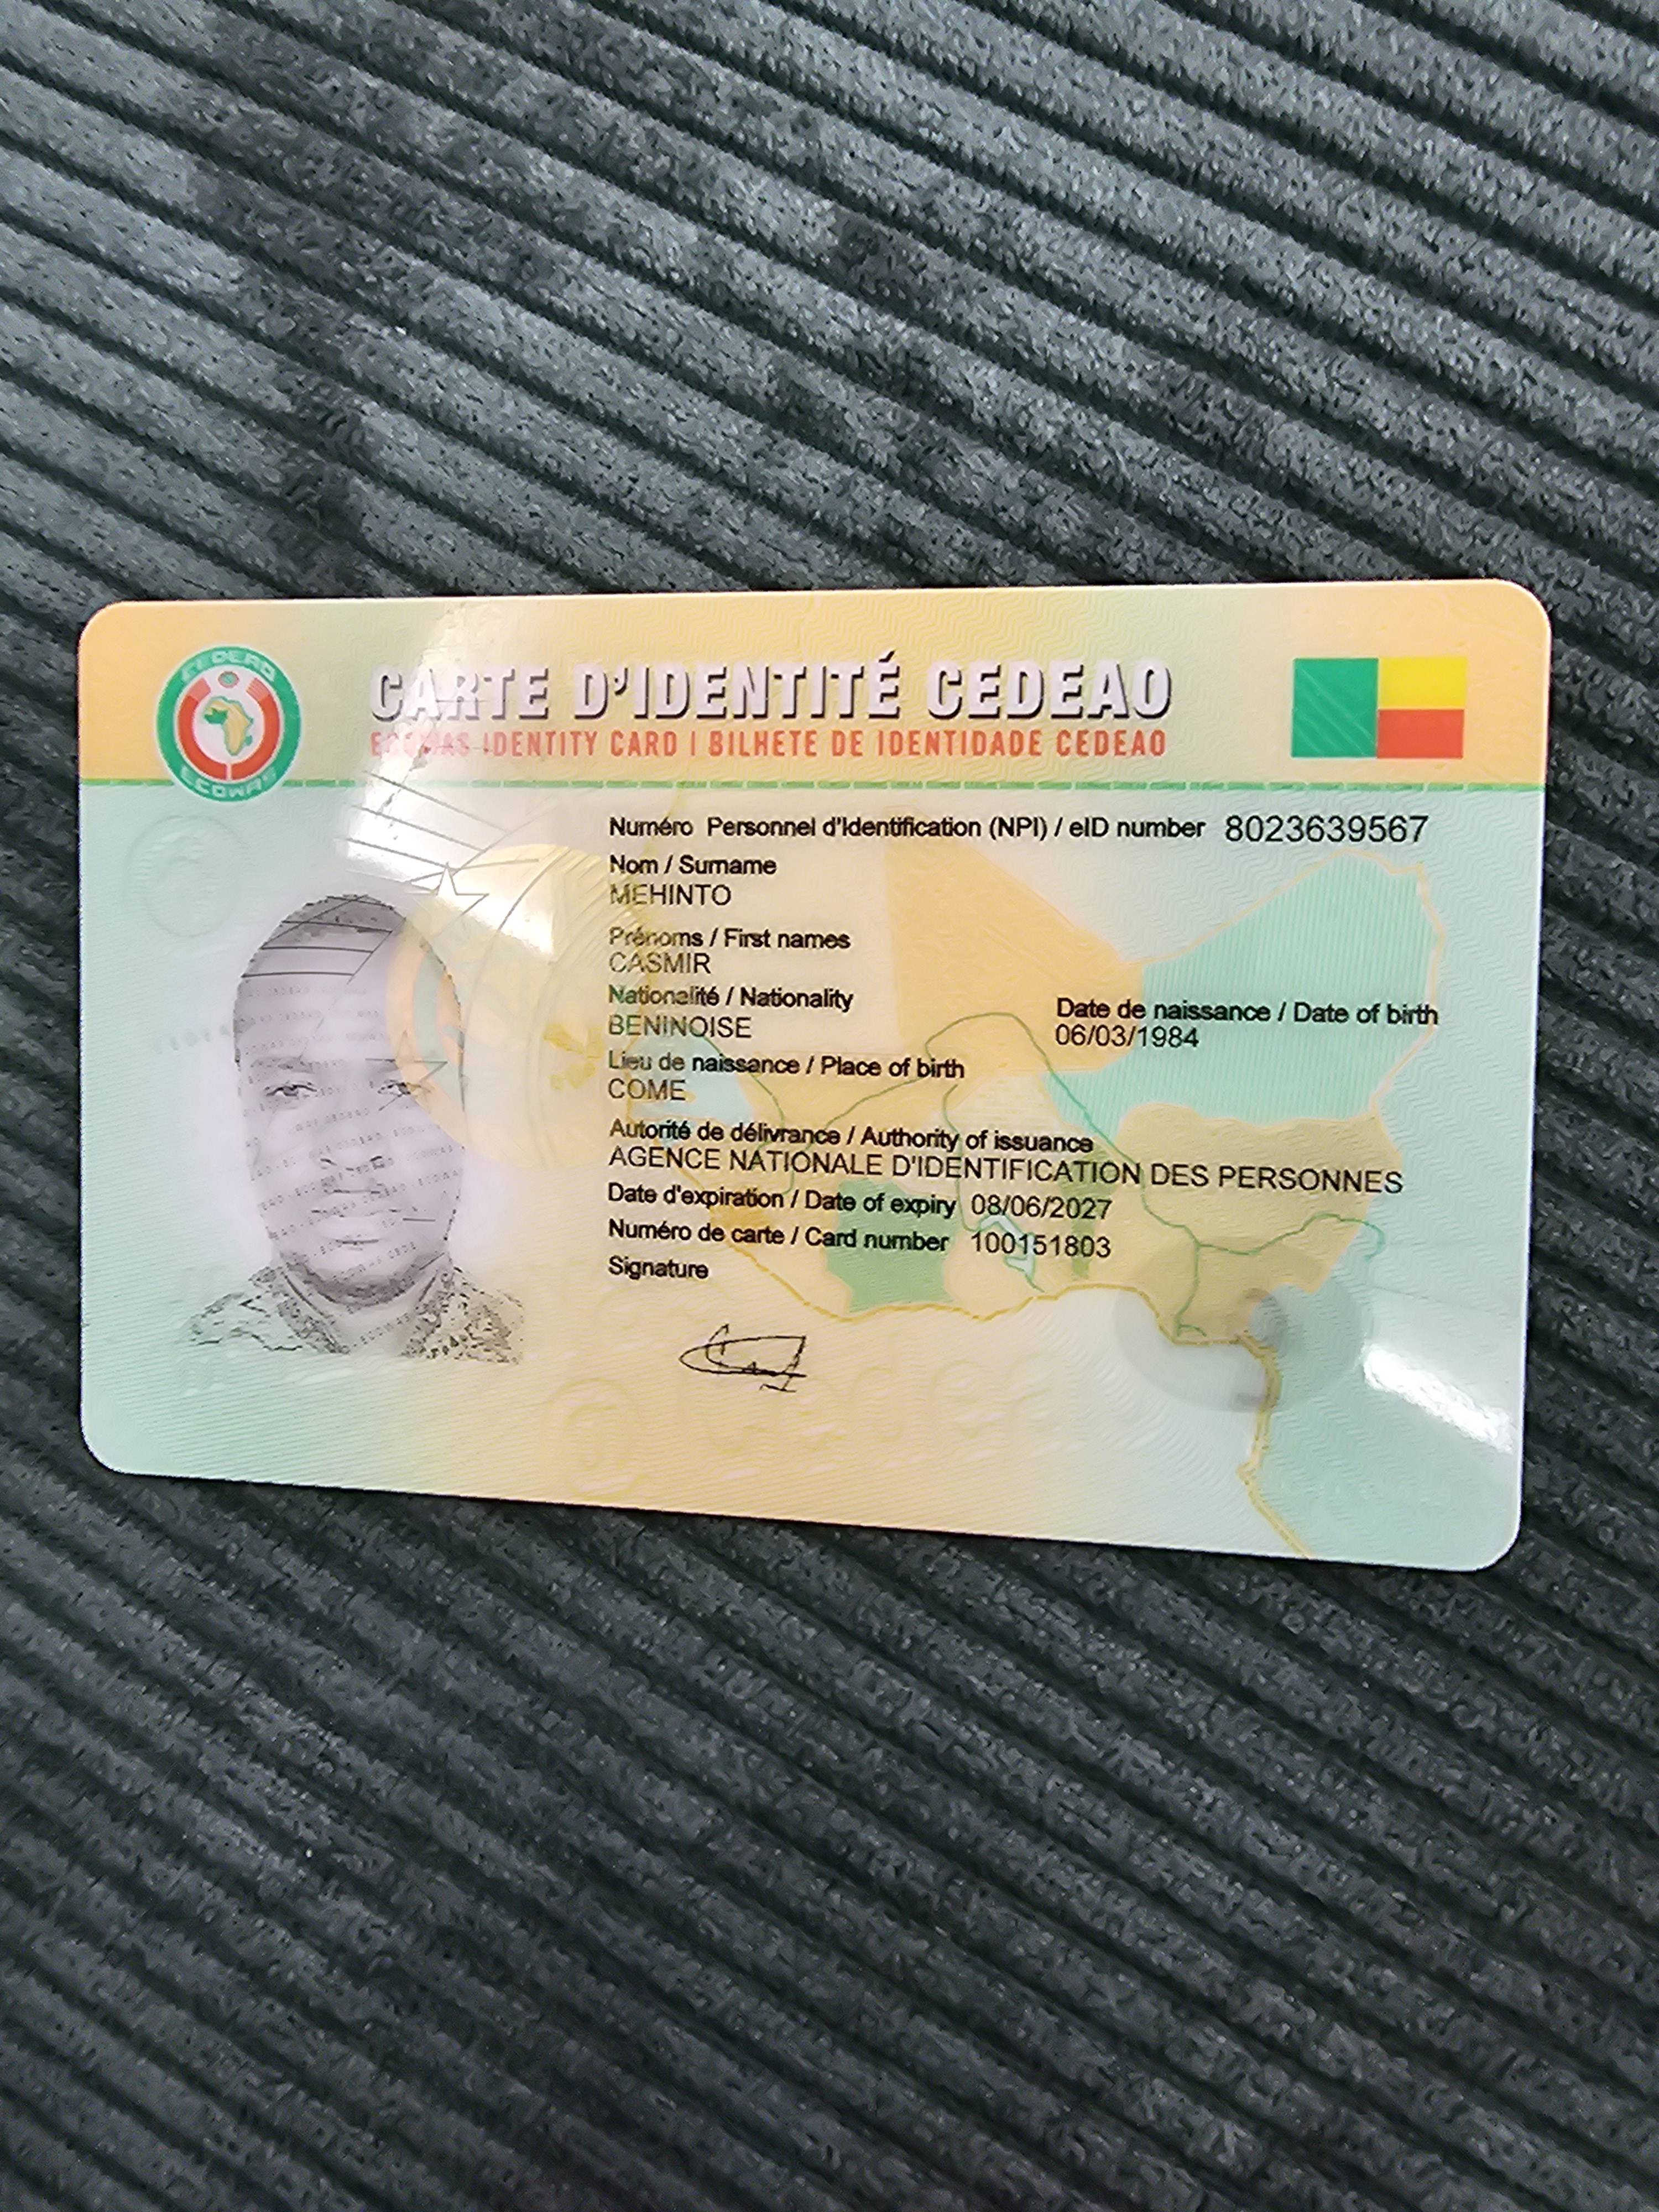 CEDEAO
ECOWAS
CARTE D'IDENTITÉ CEDEAO
ECOWAS IDENTITY CARD | BILHETE DE IDENTIDADE CEDEAO
Numéro Personnel d'Identification (NPI) / eID number 8023639567
Nom / Surname
MEHINTO
Prénoms / First names
CASMIR
Nationalité / Nationality
BENINOISE
Date de naissance / Date of birth
06/03/1984
Lieu de naissance / Place of birth
COME
Autorité de délivrance / Authority of issuance
AGENCE NATIONALE D'IDENTIFICATION DES PERSONNES
Date d'expiration / Date of expiry 08/06/2027
Numéro de carte / Card number 100151803
Signature